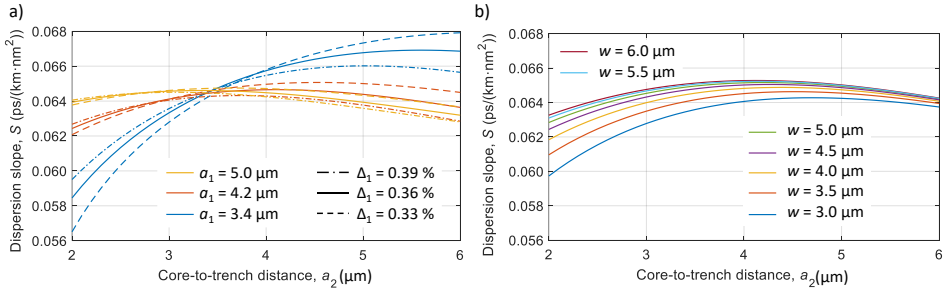 a)
Dispersion slope, S (ps/(km·nm²))
0.068
0.066
0.064
0.062
0.060
0.058
0.056
a₁ = 5.0 µm
a₁ = 4.2 µm
a₁ = 3.4 µm
Δ₁ = 0.39 %
Δ₁ = 0.36 %
Δ₁ = 0.33 %
2 3 4 5 6
Core-to-trench distance, a₂(µm)
b)
Dispersion slope, S (ps/(km·nm²))
0.068
0.066
0.064
0.062
0.060
0.058
0.056
w = 6.0 µm
w = 5.5 µm
w = 5.0 µm
w = 4.5 µm
w = 4.0 µm
w = 3.5 µm
w = 3.0 µm
2 3 4 5 6
Core-to-trench distance, a₂(µm)